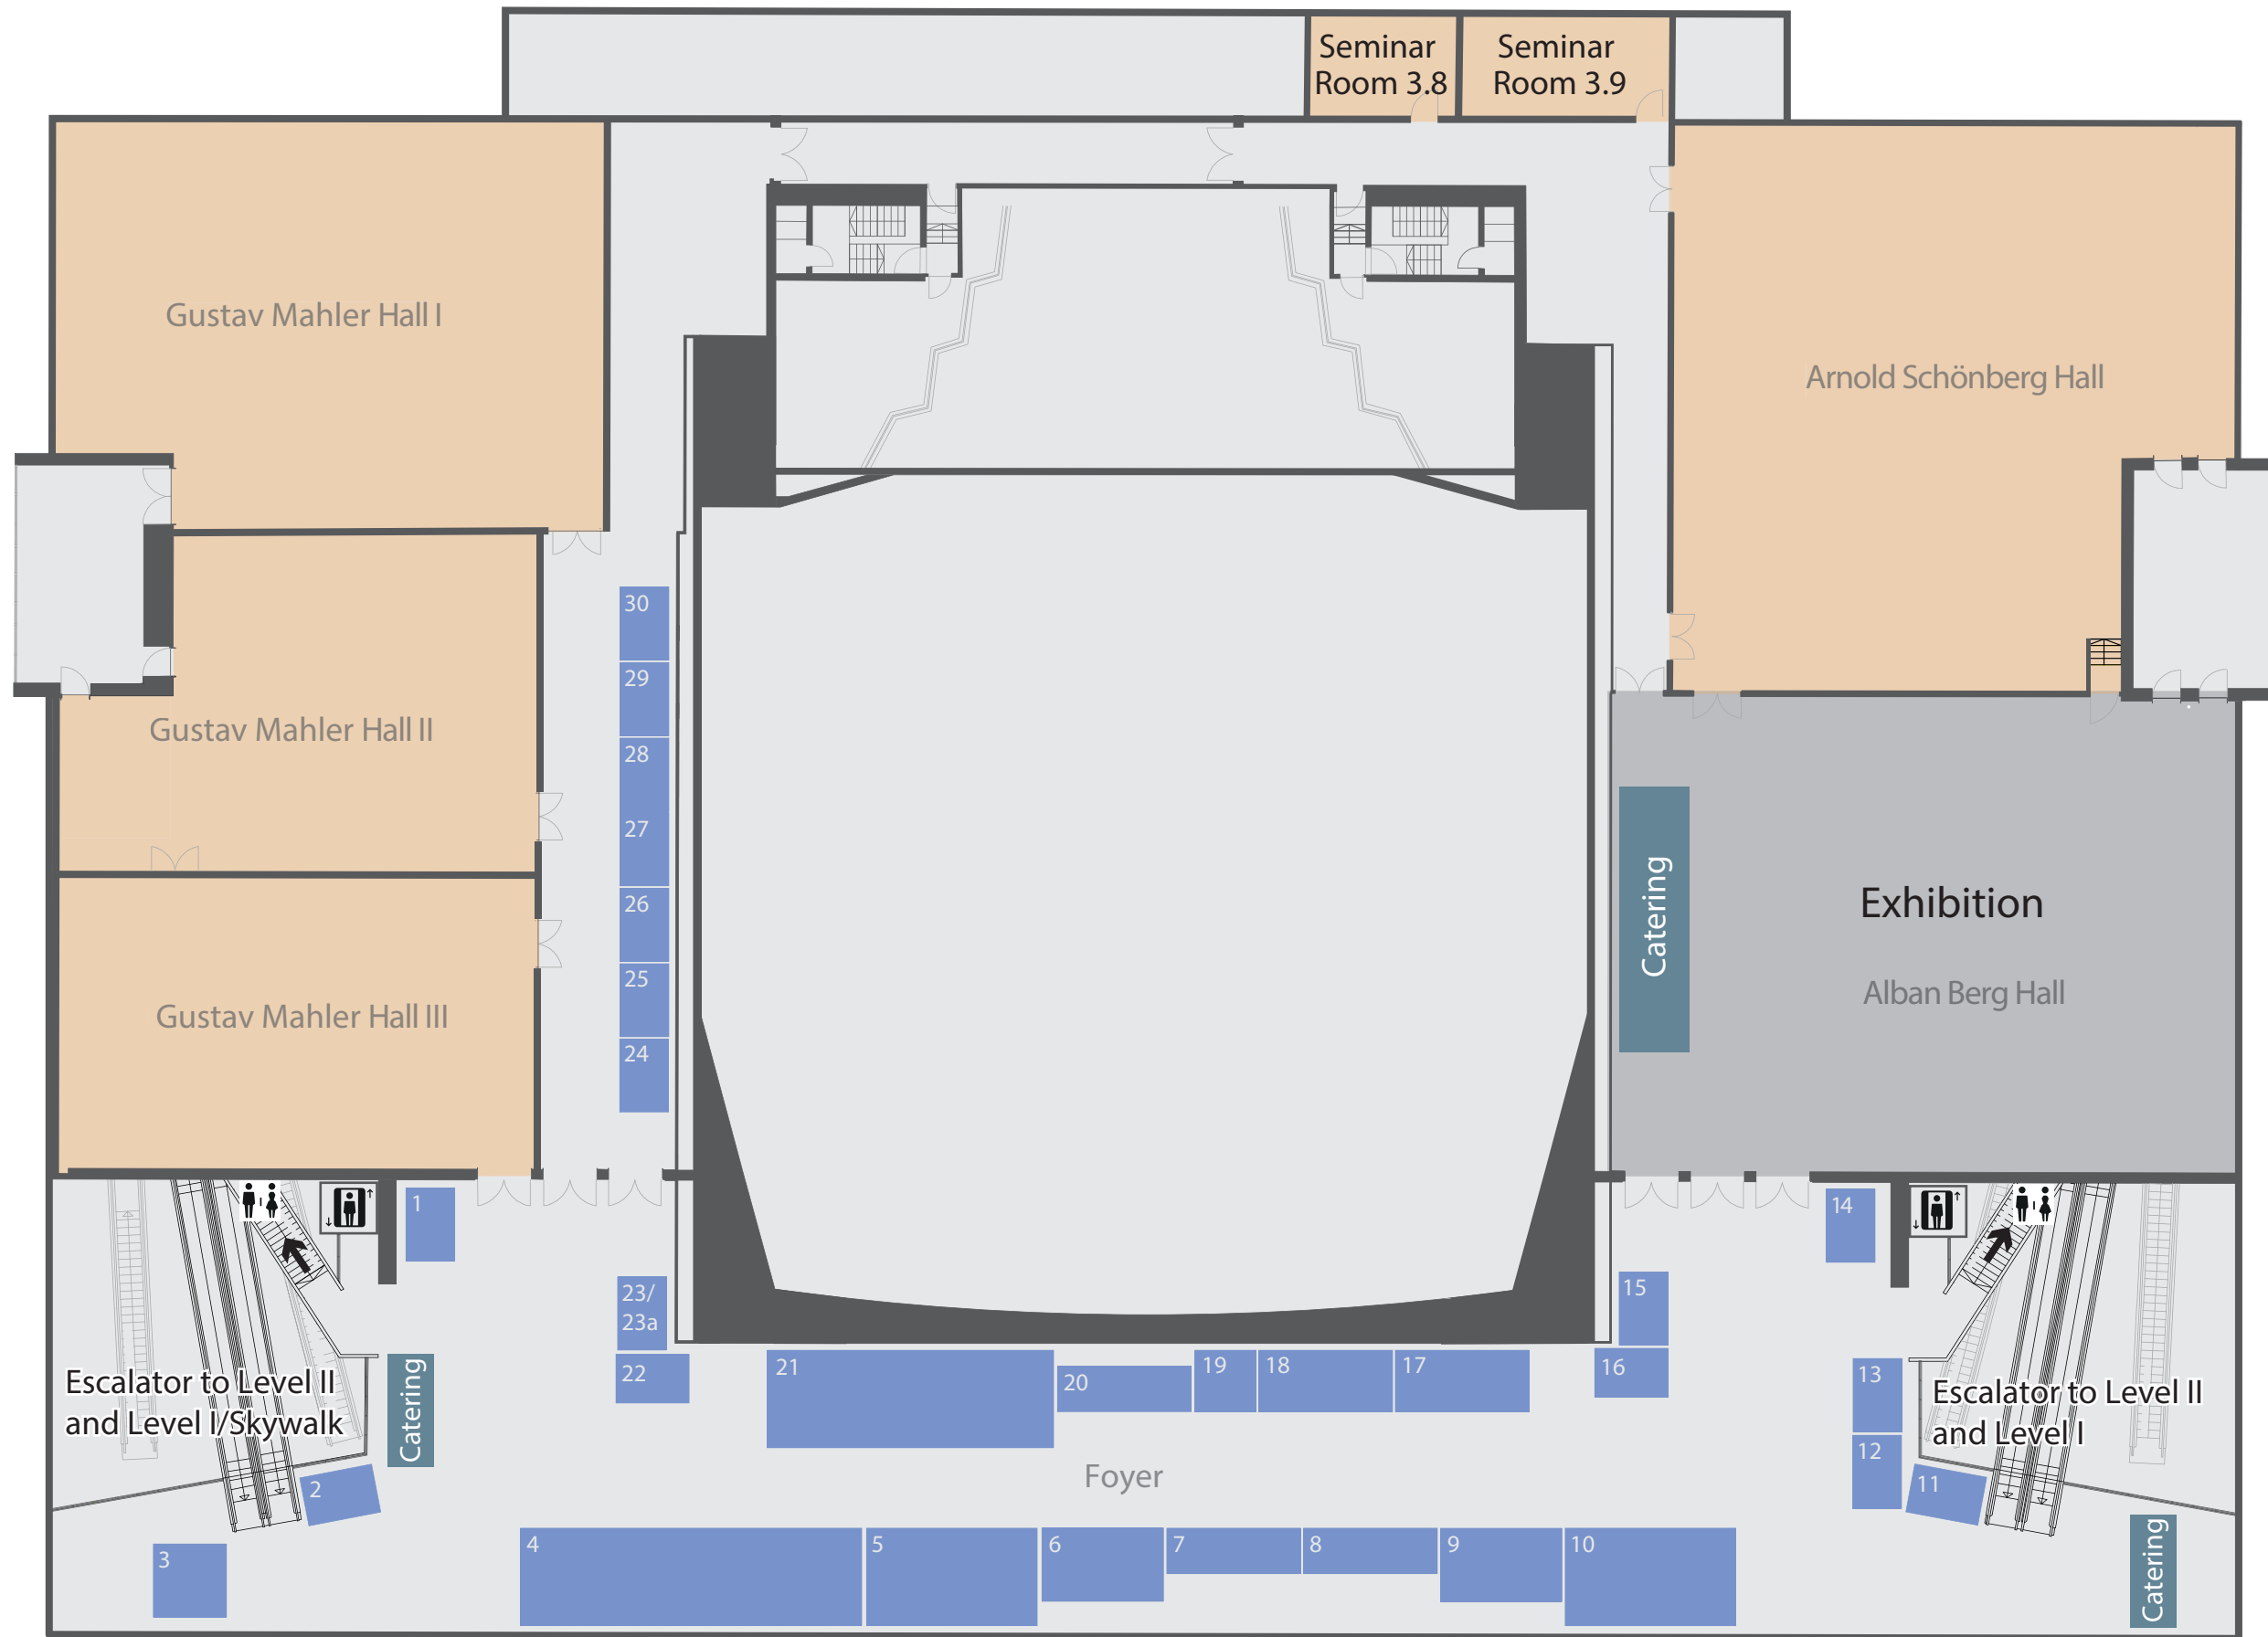 Seminar
Room 3.8
Seminar
Room 3.9
Gustav Mahler Hall I
Arnold Schönberg Hall
30
29
Gustav Mahler Hall II
28
27
26
25
24
Catering
Exhibition
Alban Berg Hall
Gustav Mahler Hall III
1
14
23/
23a
15
22
21
20
19
18
17
16
13
12
11
Escalator to Level II
and Level I/Skywalk
Catering
Escalator to Level II
and Level I
2
Foyer
3
4
5
6
7
8
9
10
Catering